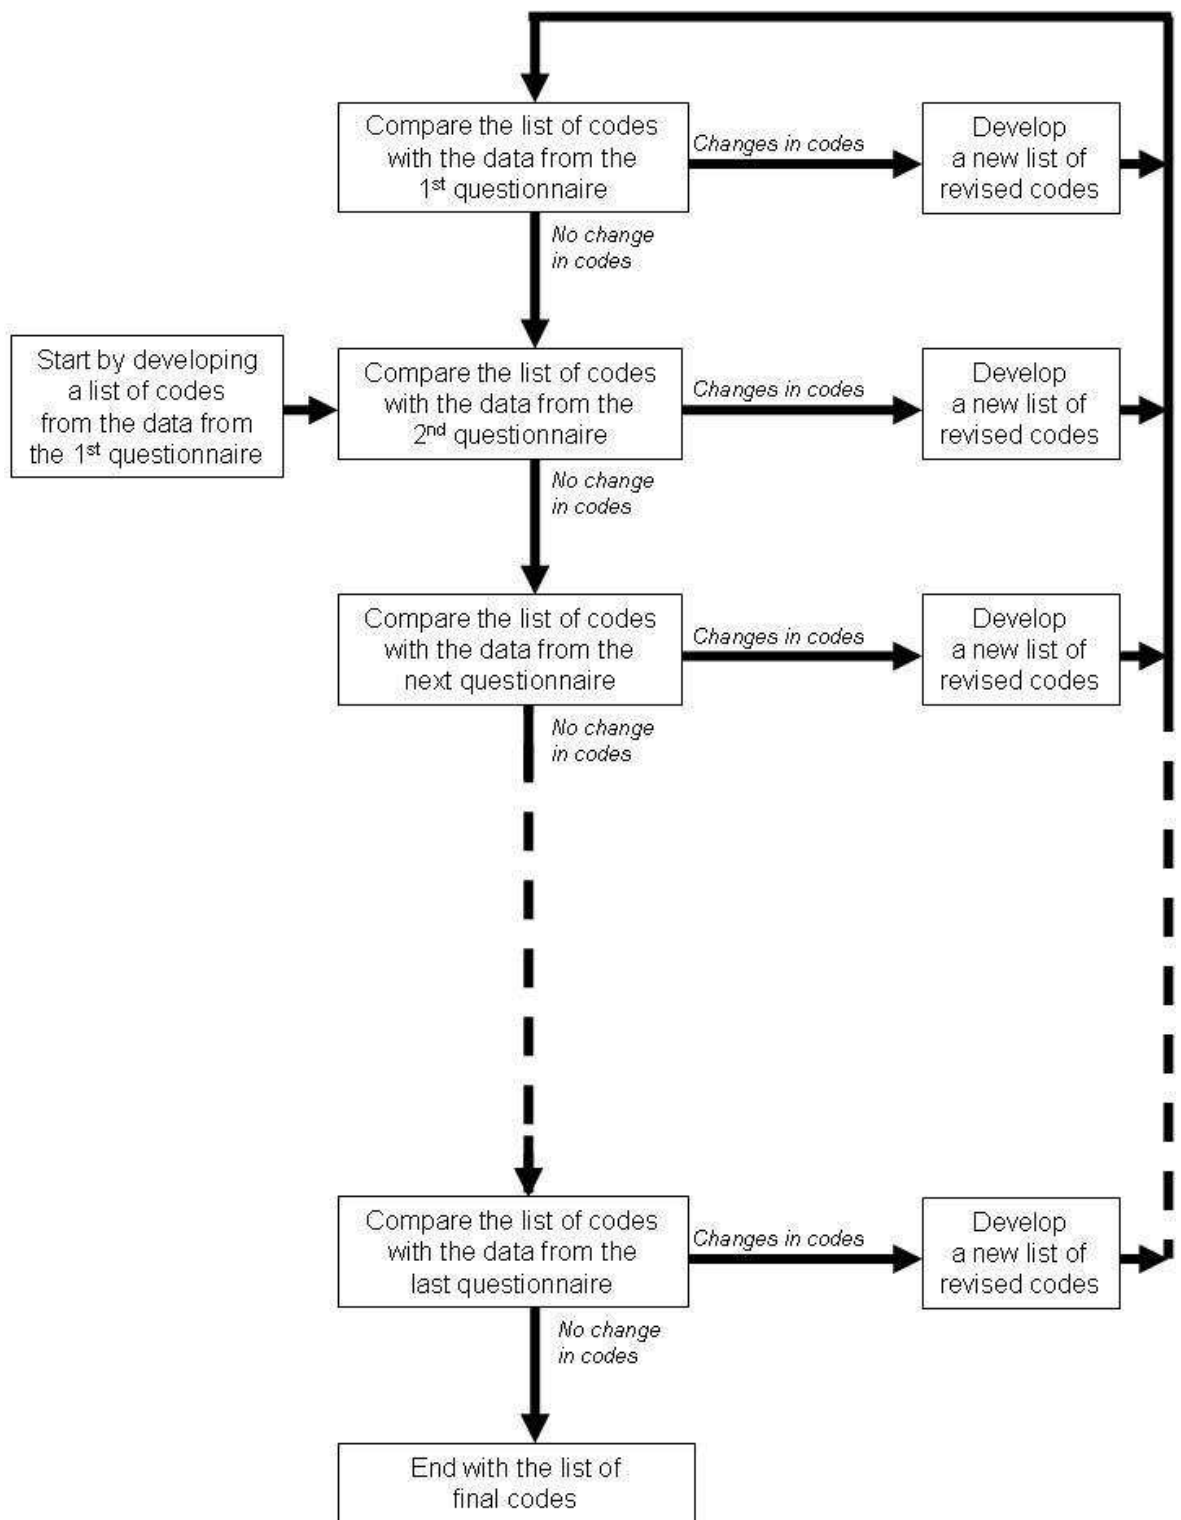 Compare the list of codes
with the data from the
1st questionnaire
Changes in codes
Develop
a new list of
revised codes
No change
in codes
Start by developing
a list of codes
from the data from
the 1st questionnaire
Compare the list of codes
with the data from the
2nd questionnaire
Changes in codes
Develop
a new list of
revised codes
No change
in codes
Compare the list of codes
with the data from the
next questionnaire
Changes in codes
Develop
a new list of
revised codes
No change
in codes
Compare the list of codes
with the data from the
last questionnaire
Changes in codes
Develop
a new list of
revised codes
No change
in codes
End with the list of
final codes